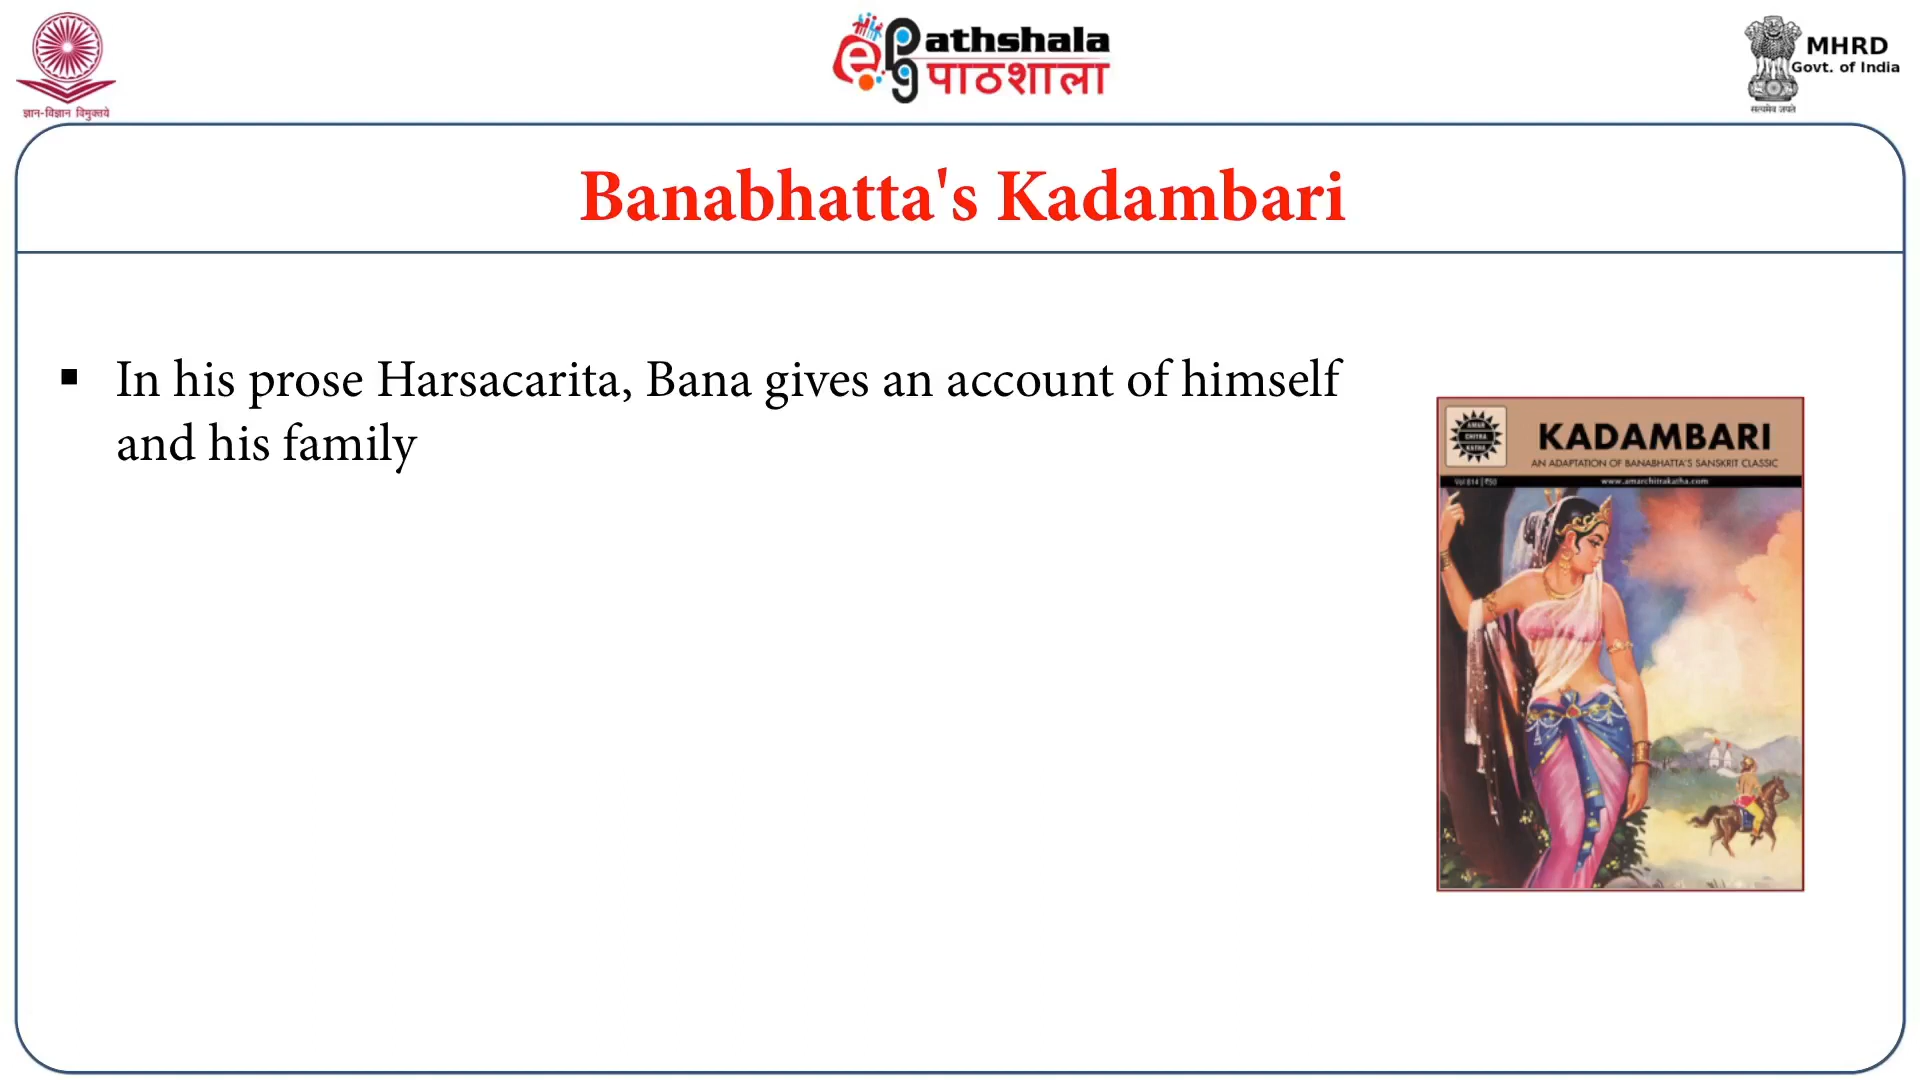 ज्ञान-विज्ञान विमुक्तये
ePathshala
पाठशाला
MHRD
Govt. of India
सत्यमेव जयते
Banabhatta's Kadambari
▪ In his prose Harsacarita, Bana gives an account of himself
and his family
AMAR
CHITRA
KATHA
KADAMBARI
AN ADAPTATION OF BANABHATTA'S SANSKRIT CLASSIC
Vol 614 | ₹50
www.amarchitrakatha.com